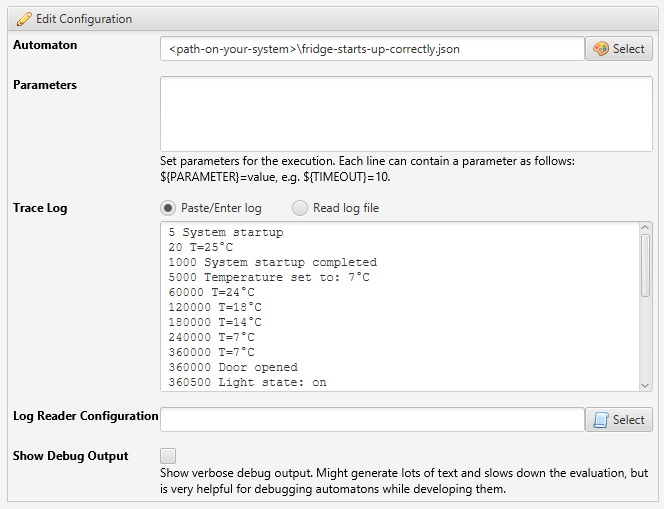 Edit Configuration
Automaton
<path-on-your-system>\fridge-starts-up-correctly.json
Select
Parameters
Set parameters for the execution. Each line can contain a parameter as follows:
${PARAMETER}=value, e.g. ${TIMEOUT}=10.
Trace Log
Paste/Enter log
Read log file
5 System startup
20 T=25°C
1000 System startup completed
5000 Temperature set to: 7°C
60000 T=24°C
120000 T=18°C
180000 T=14°C
240000 T=7°C
360000 T=7°C
360000 Door opened
360500 Light state: on
Log Reader Configuration
Select
Show Debug Output
Show verbose debug output. Might generate lots of text and slows down the evaluation, but
is very helpful for debugging automatons while developing them.